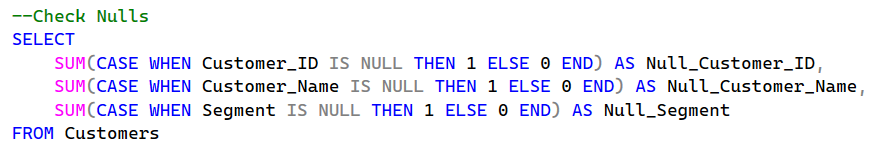 --Check Nulls
SELECT
    SUM(CASE WHEN Customer_ID IS NULL THEN 1 ELSE 0 END) AS Null_Customer_ID,
    SUM(CASE WHEN Customer_Name IS NULL THEN 1 ELSE 0 END) AS Null_Customer_Name,
    SUM(CASE WHEN Segment IS NULL THEN 1 ELSE 0 END) AS Null_Segment
FROM Customers